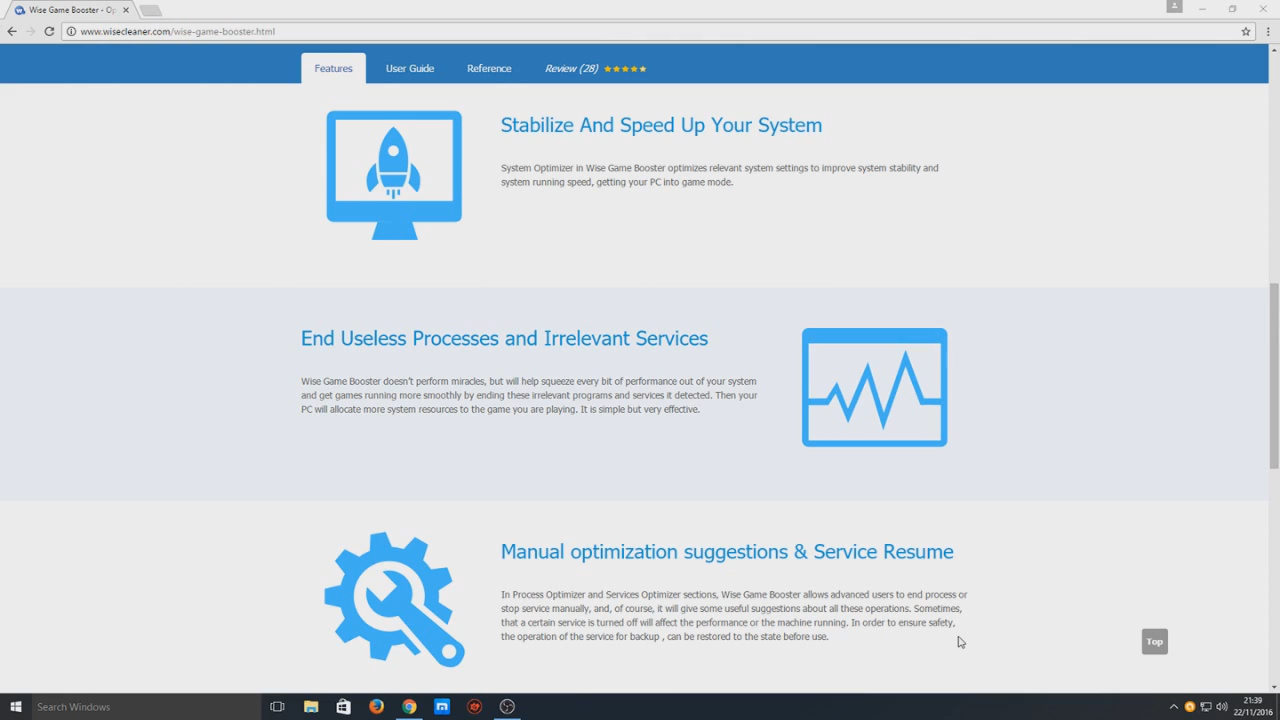 Wise Game Booster - Op
www.wisecleaner.com/wise-game-booster.html
Features
User Guide
Reference
Review (28)
Stabilize And Speed Up Your System
System Optimizer in Wise Game Booster optimizes relevant system settings to improve system stability and
system running speed, getting your PC into game mode.
End Useless Processes and Irrelevant Services
Wise Game Booster doesn't perform miracles, but will help squeeze every bit of performance out of your system
and get games running more smoothly by ending these irrelevant programs and services it detected. Then your
PC will allocate more system resources to the game you are playing. It is simple but very effective.
Manual optimization suggestions & Service Resume
In Process Optimizer and Services Optimizer sections, Wise Game Booster allows advanced users to end process or
stop service manually, and, of course, it will give some useful suggestions about all these operations. Sometimes,
that a certain service is turned off will affect the performance or the machine running. In order to ensure safety,
the operation of the service for backup , can be restored to the state before use.
Top
Search Windows
21:39
22/11/2016